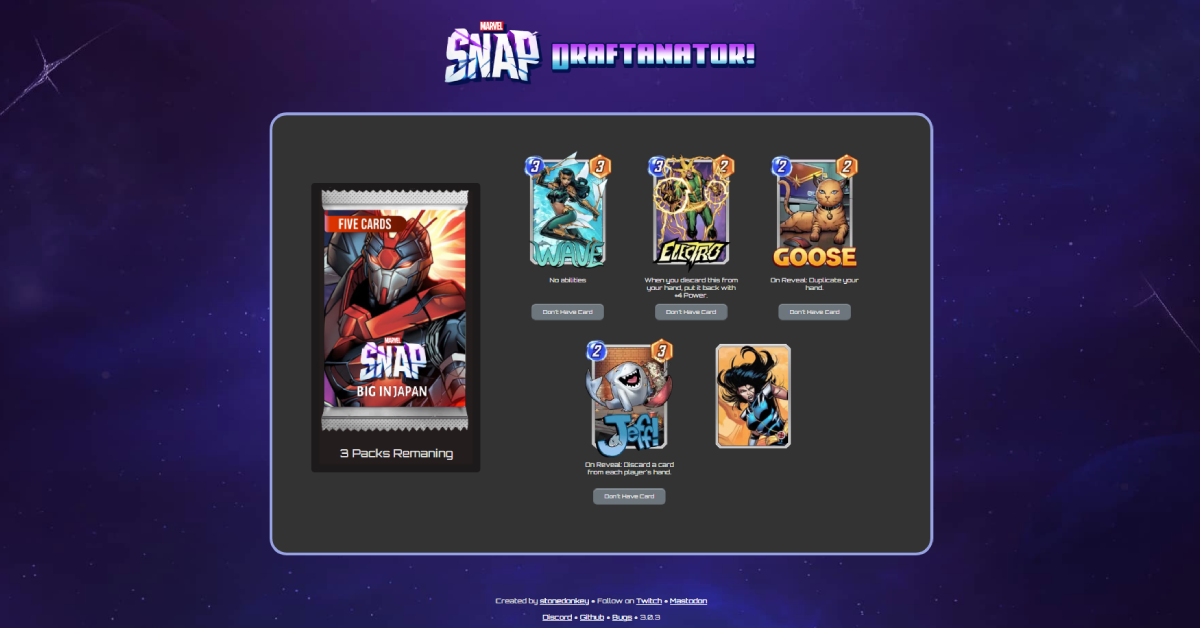 MARVEL
SNAP
DRAFTANATOR!
FIVE CARDS
MARVEL
SNAP
BIG IN JAPAN
3 Packs Remaning
3
3
WAVE
No abilities
Don't Have Card
3
2
ELECTRO
When you discard this from
your hand, put it back with
+4 Power.
Don't Have Card
2
2
GOOSE
On Reveal: Duplicate your
hand.
Don't Have Card
2
3
Jeff!
On Reveal: Discard a card
from each player's hand.
Don't Have Card
Created by stonedonkey • Follow on Twitch • Mastodon
Discord • Github • Bugs • 3.0.3